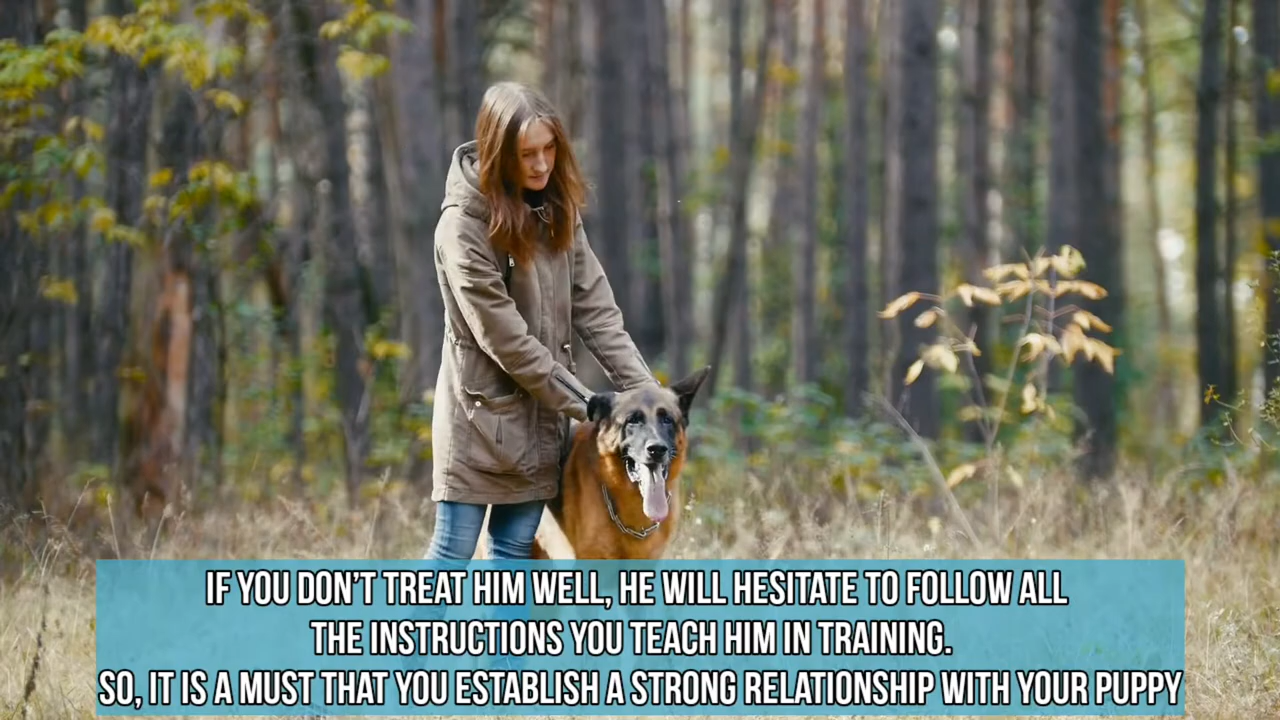 IF YOU DON'T TREAT HIM WELL, HE WILL HESITATE TO FOLLOW ALL
THE INSTRUCTIONS YOU TEACH HIM IN TRAINING.
SO, IT IS A MUST THAT YOU ESTABLISH A STRONG RELATIONSHIP WITH YOUR PUPPY